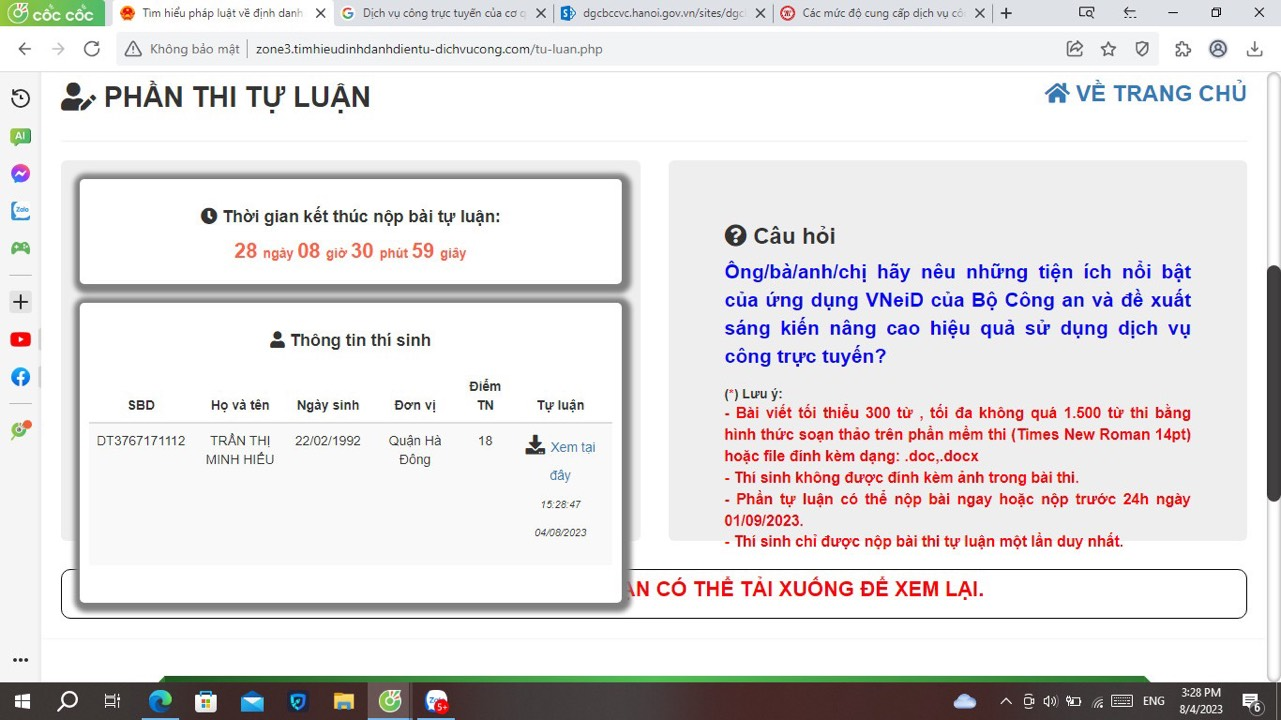 cốc cốc
Tìm hiểu pháp luật về định danh
Dịch vụ công trực tuyến của cơ q
dgcbccvc.hanoi.gov.vn/sites/dgcl
Các mức độ cung cấp dịch vụ cô
Không bảo mật
zone3.timhieudinhdanhdientu-dichvucong.com/tu-luan.php
PHẦN THI TỰ LUẬN
VỀ TRANG CHỦ
Thời gian kết thúc nộp bài tự luận:
28 ngày 08 giờ 30 phút 59 giây
Thông tin thí sinh
SBD Họ và tên Ngày sinh Đơn vị Điểm TN Tự luận
DT3767171112 TRẦN THỊ MINH HIẾU 22/02/1992 Quận Hà Đông 18 Xem tại đây
15:28:47
04/08/2023
Câu hỏi
Ông/bà/anh/chị hãy nêu những tiện ích nổi bật
của ứng dụng VNeiD của Bộ Công an và đề xuất
sáng kiến nâng cao hiệu quả sử dụng dịch vụ
công trực tuyến?
(*) Lưu ý:
- Bài viết tối thiểu 300 từ , tối đa không quá 1.500 từ thi bằng
hình thức soạn thảo trên phần mềm thi (Times New Roman 14pt)
hoặc file đính kèm dạng: .doc,.docx
- Thí sinh không được đính kèm ảnh trong bài thi.
- Phần tự luận có thể nộp bài ngay hoặc nộp trước 24h ngày
01/09/2023.
- Thí sinh chỉ được nộp bài thi tự luận một lần duy nhất.
CÓ THỂ TẢI XUỐNG ĐỂ XEM LẠI.
AI
Zalo
Zalo
5+
ENG
3:28 PM
8/4/2023
6